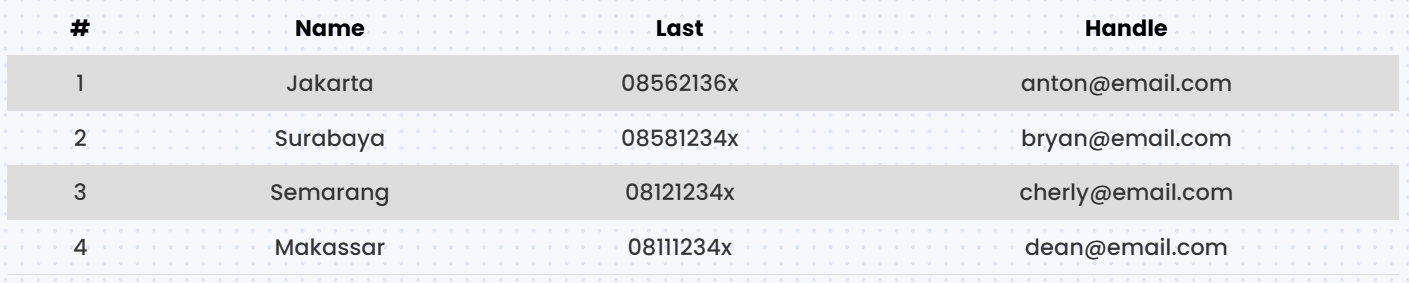 # Name Last Handle
1 Jakarta 08562136x anton@email.com
2 Surabaya 08581234x bryan@email.com
3 Semarang 08121234x cherly@email.com
4 Makassar 08111234x dean@email.com